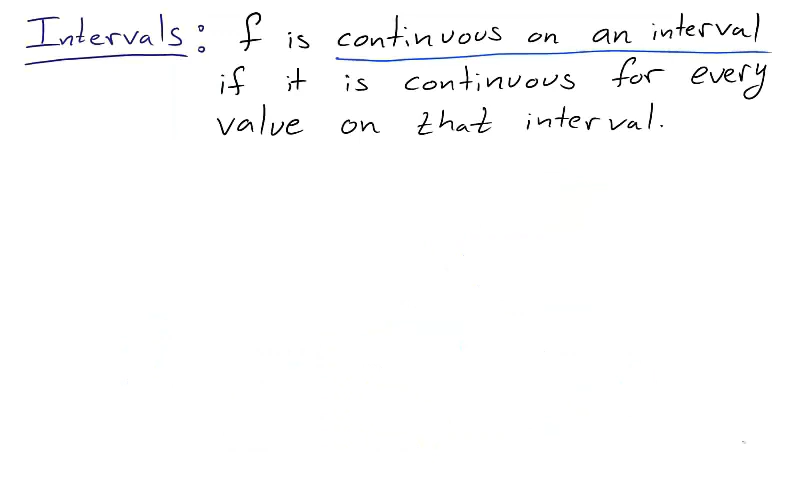 Intervals: f is continuous on an interval
if it is continuous for every
value on that interval.